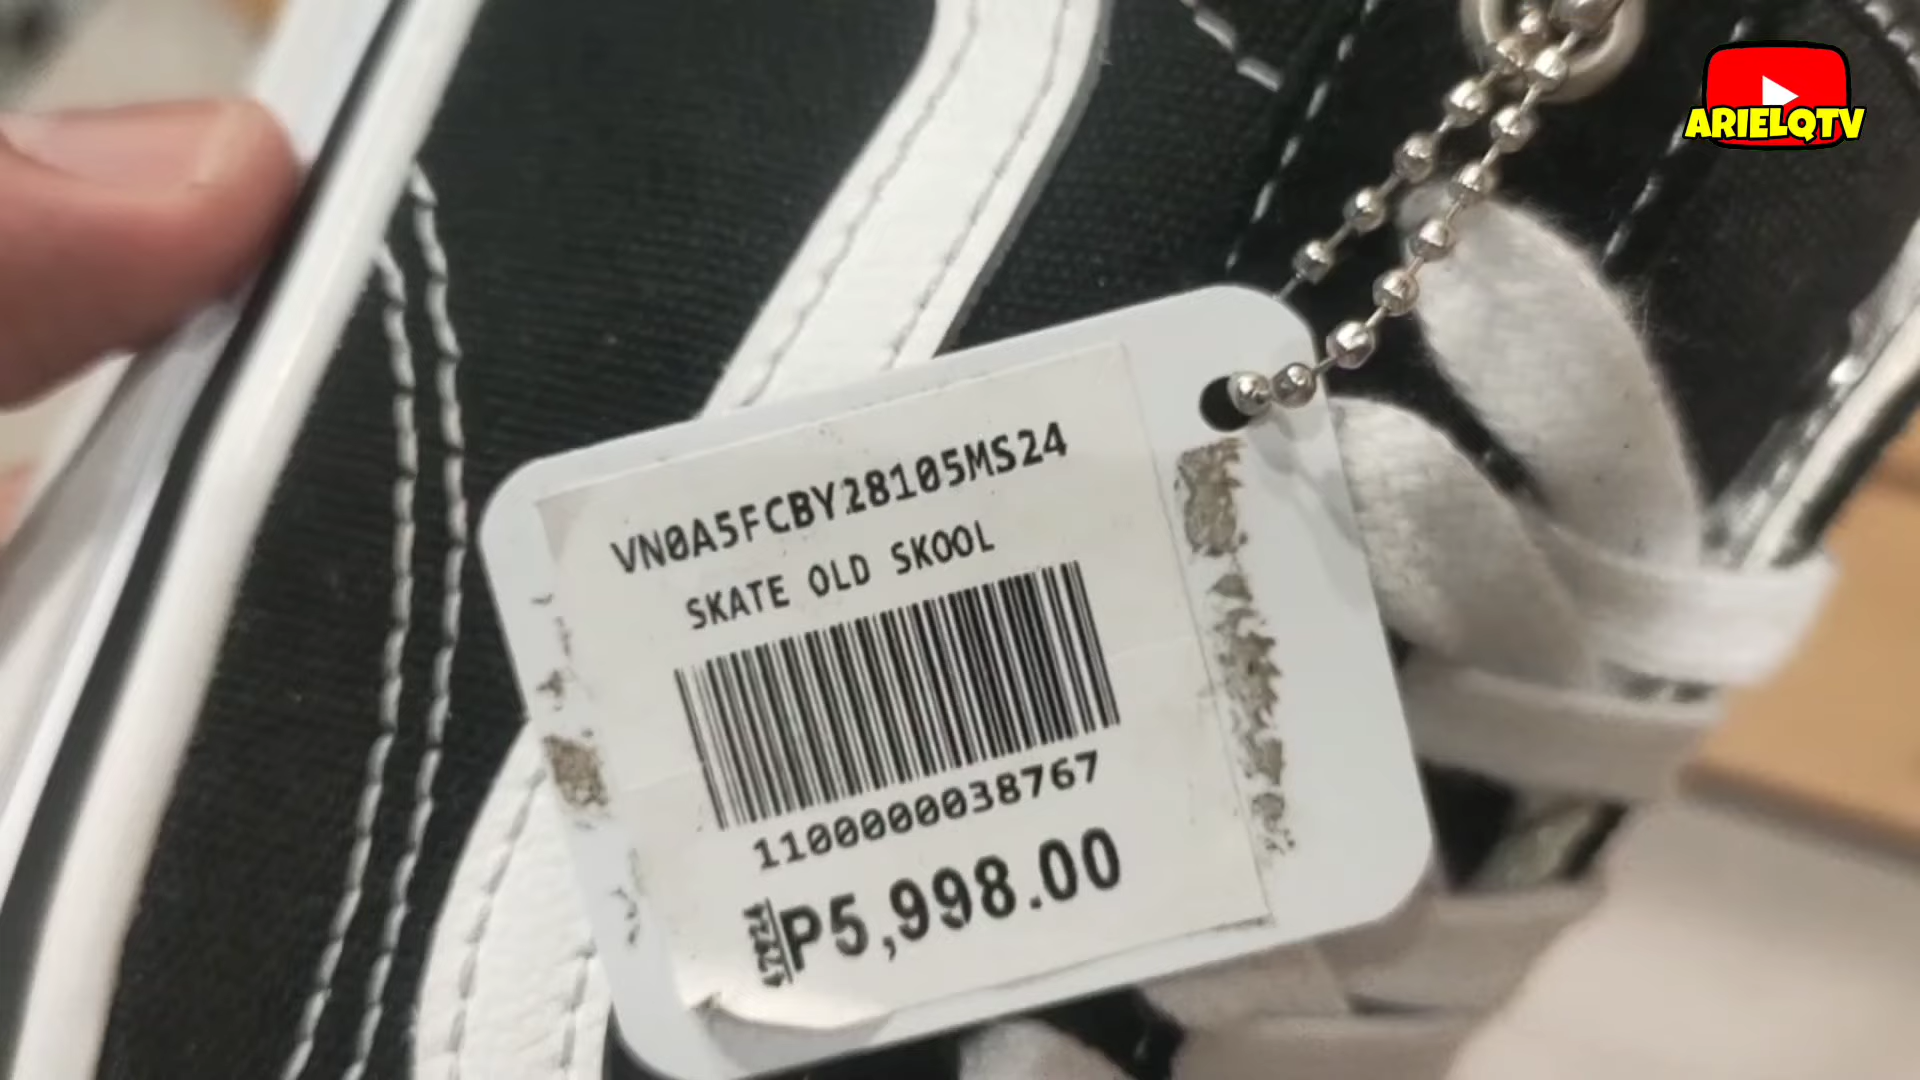 ARIELQTV
VN0A5FCBY28105MS24
SKATE OLD SKOOL
1100000038767
P5,998.00